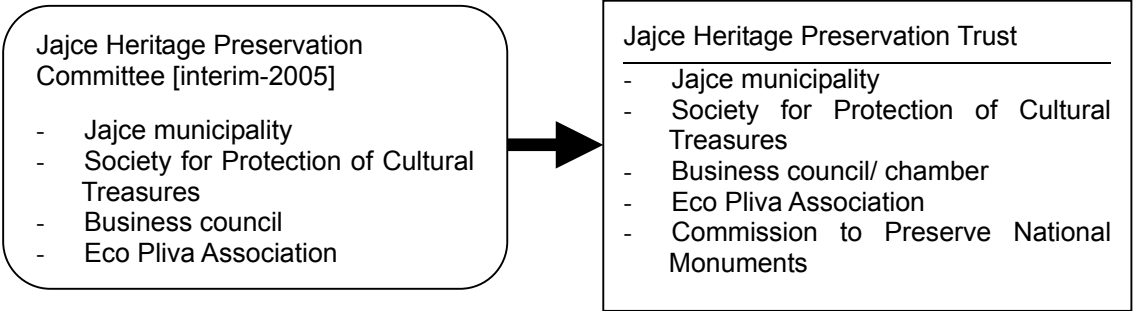 Jajce Heritage Preservation
Committee [interim-2005]
- Jajce municipality
- Society for Protection of Cultural
Treasures
- Business council
- Eco Pliva Association
Jajce Heritage Preservation Trust
- Jajce municipality
- Society for Protection of Cultural
Treasures
- Business council/ chamber
- Eco Pliva Association
- Commission to Preserve National
Monuments